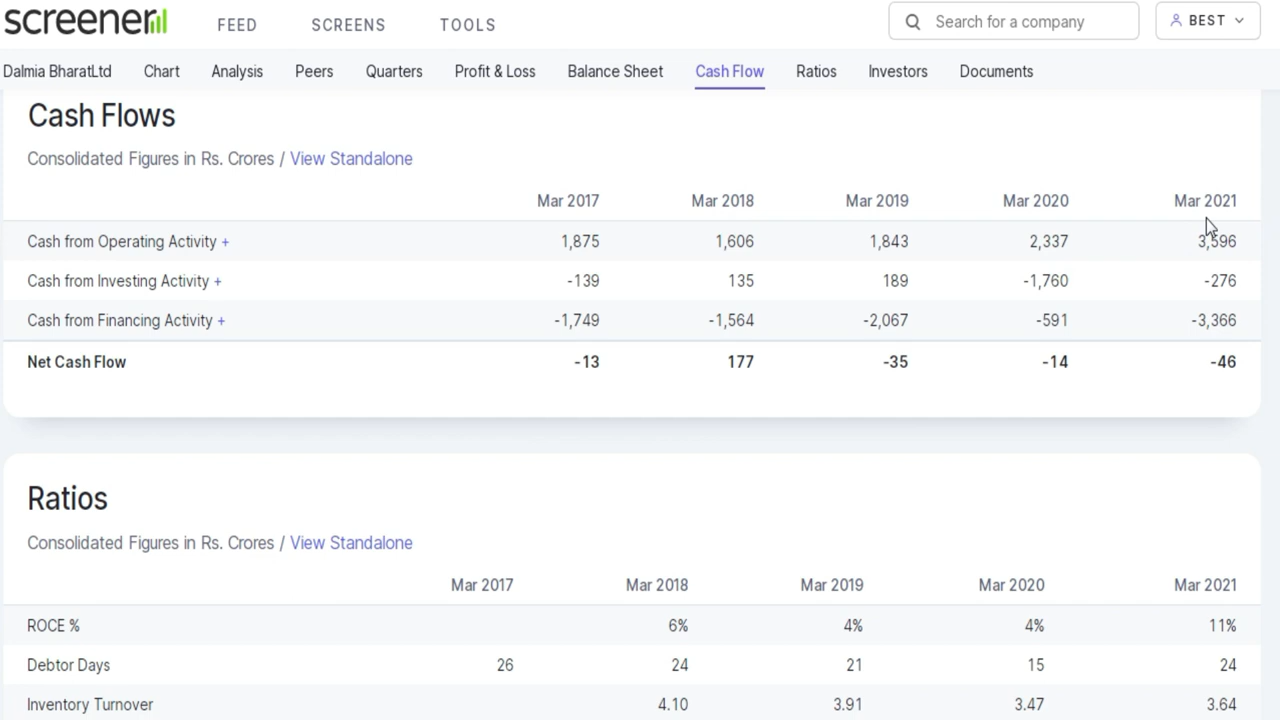 screener FEED SCREENS TOOLS Search for a company BEST
Dalmia BharatLtd Chart Analysis Peers Quarters Profit & Loss Balance Sheet Cash Flow Ratios Investors Documents
Cash Flows
Consolidated Figures in Rs. Crores / View Standalone
Mar 2017 Mar 2018 Mar 2019 Mar 2020 Mar 2021
Cash from Operating Activity + 1,875 1,606 1,843 2,337 3,596
Cash from Investing Activity + -139 135 189 -1,760 -276
Cash from Financing Activity + -1,749 -1,564 -2,067 -591 -3,366
Net Cash Flow -13 177 -35 -14 -46
Ratios
Consolidated Figures in Rs. Crores / View Standalone
Mar 2017 Mar 2018 Mar 2019 Mar 2020 Mar 2021
ROCE % 6% 4% 4% 11%
Debtor Days 26 24 21 15 24
Inventory Turnover 4.10 3.91 3.47 3.64